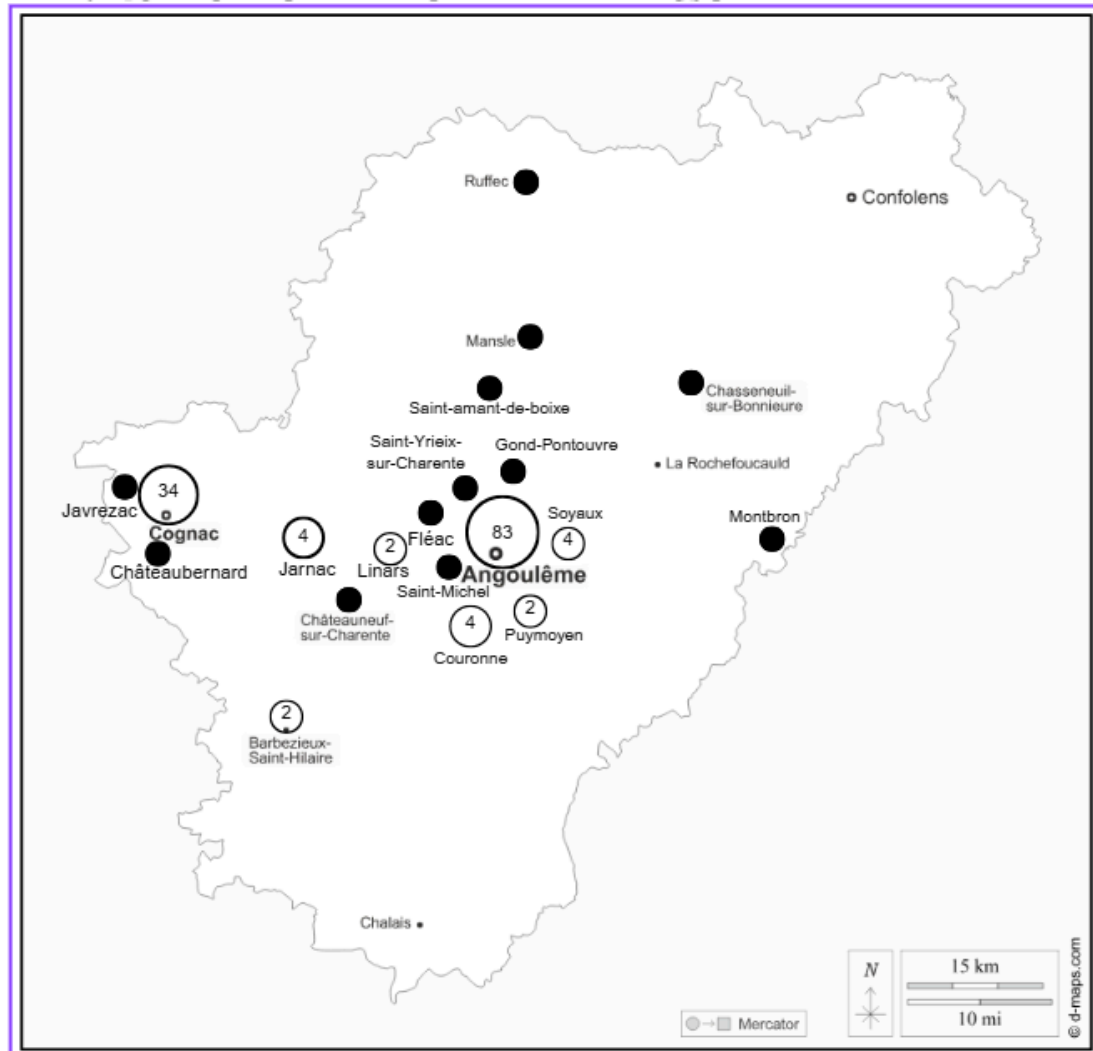 Ruffec
Confolens
Mansle
Chasseneuil-
sur-Bonnieure
Saint-amant-de-boixe
Saint-Yrieix-
sur-Charente
Gond-Pontouvre
La Rochefoucauld
34
Javrezac
Cognac
Châteaubernard
4
Jarnac
2
Linars
Fléac
83
Angoulême
Soyaux
4
Montbron
Saint-Michel
Châteauneuf-
sur-Charente
4
Couronne
2
Puymoyen
2
Barbezieux-
Saint-Hilaire
Chalais
N
15 km
10 mi
Mercator
© d-maps.com